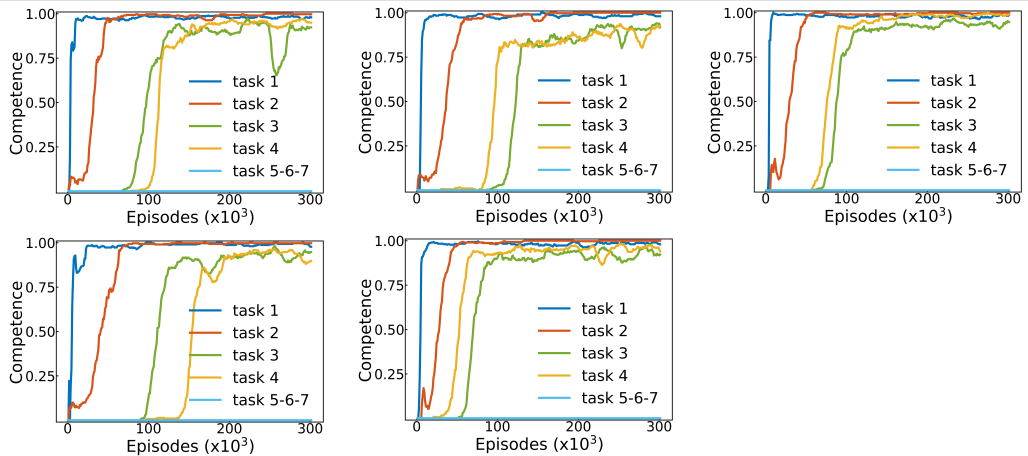 Competence
1.00
0.75
0.50
0.25
task 1
task 2
task 3
task 4
task 5-6-7
0 100 200 300
Episodes (x10³)
Competence
1.00
0.75
0.50
0.25
task 1
task 2
task 3
task 4
task 5-6-7
0 100 200 300
Episodes (x10³)
Competence
1.00
0.75
0.50
0.25
task 1
task 2
task 3
task 4
task 5-6-7
0 100 200 300
Episodes (x10³)
Competence
1.00
0.75
0.50
0.25
task 1
task 2
task 3
task 4
task 5-6-7
0 100 200 300
Episodes (x10³)
Competence
1.00
0.75
0.50
0.25
task 1
task 2
task 3
task 4
task 5-6-7
0 100 200 300
Episodes (x10³)